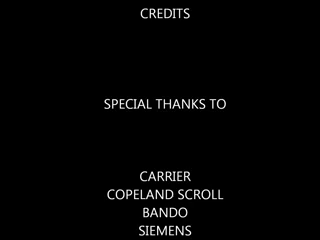 CREDITS
SPECIAL THANKS TO
CARRIER
COPELAND SCROLL
BANDO
SIEMENS